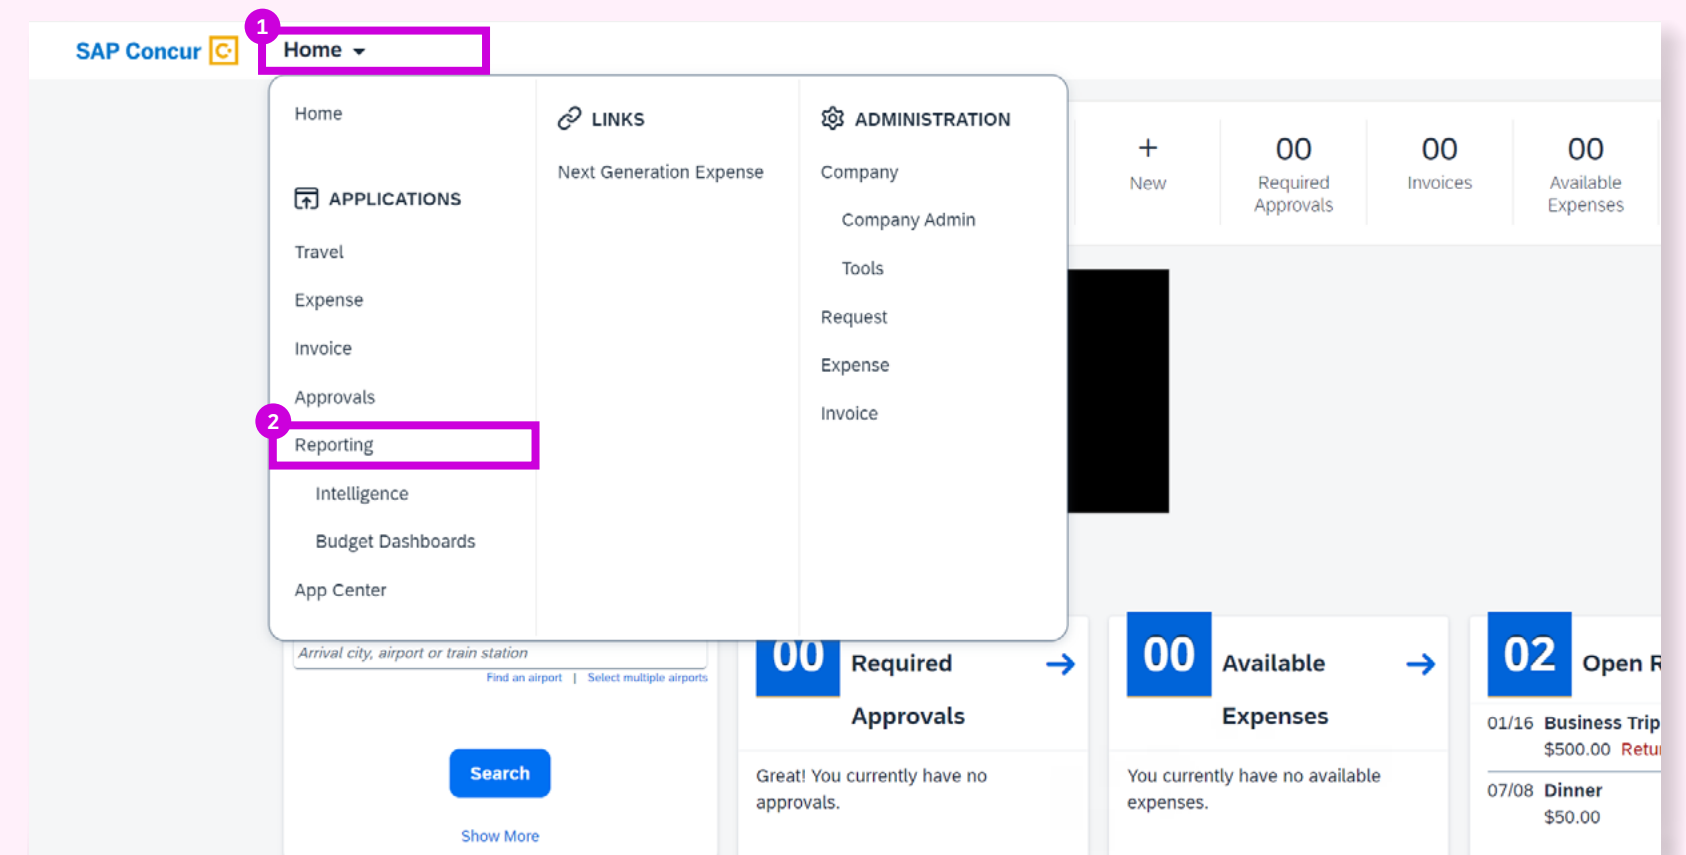 1
SAP Concur C.
Home
Home
APPLICATIONS
Travel
Expense
Invoice
Approvals
2
Reporting
Intelligence
Budget Dashboards
App Center
LINKS
Next Generation Expense
ADMINISTRATION
Company
Company Admin
Tools
Request
Expense
Invoice
+
New
00
Required
Approvals
00
Invoices
00
Available
Expenses
Arrival city, airport or train station
Find an airport | Select multiple airports
Search
Show More
00 Required
Approvals
Great! You currently have no
approvals.
00 Available
Expenses
You currently have no available
expenses.
02 Open R
01/16 Business Trip
$500.00 Retu
07/08 Dinner
$50.00